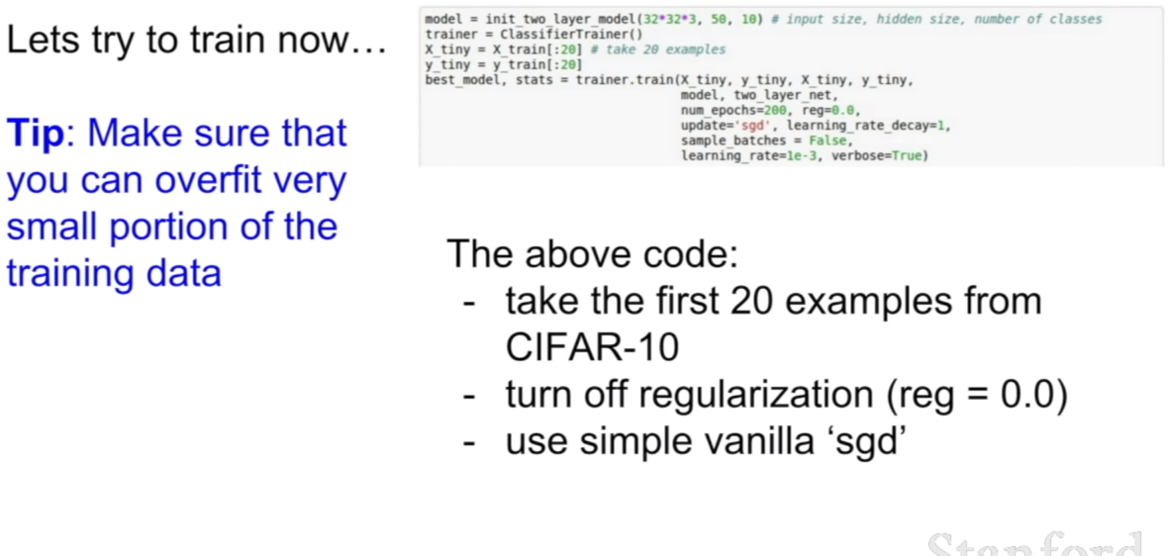 Lets try to train now…
Tip: Make sure that
you can overfit very
small portion of the
training data
model = init_two_layer_model(32*32*3, 50, 10) # input size, hidden size, number of classes
trainer = ClassifierTrainer()
X_tiny = X_train[:20] # take 20 examples
y_tiny = y_train[:20]
best_model, stats = trainer.train(X_tiny, y_tiny, X_tiny, y_tiny,
model, two_layer_net,
num_epochs=200, reg=0.0,
update='sgd', learning_rate_decay=1,
sample_batches = False,
learning_rate=1e-3, verbose=True)
The above code:
- take the first 20 examples from
CIFAR-10
- turn off regularization (reg = 0.0)
- use simple vanilla ‘sgd’
Stanford